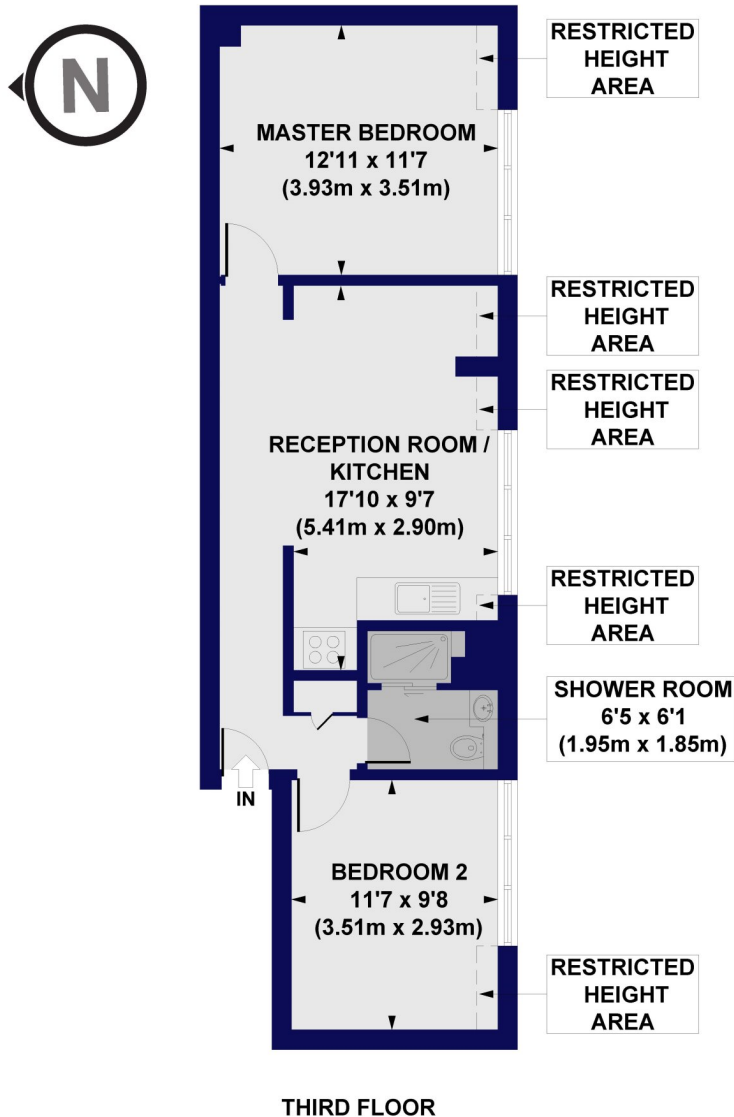 N
RESTRICTED
HEIGHT
AREA
MASTER BEDROOM
12'11 x 11'7
(3.93m x 3.51m)
RESTRICTED
HEIGHT
AREA
RESTRICTED
HEIGHT
AREA
RECEPTION ROOM /
KITCHEN
17'10 x 9'7
(5.41m x 2.90m)
RESTRICTED
HEIGHT
AREA
SHOWER ROOM
6'5 x 6'1
(1.95m x 1.85m)
IN
BEDROOM 2
11'7 x 9'8
(3.51m x 2.93m)
RESTRICTED
HEIGHT
AREA
THIRD FLOOR